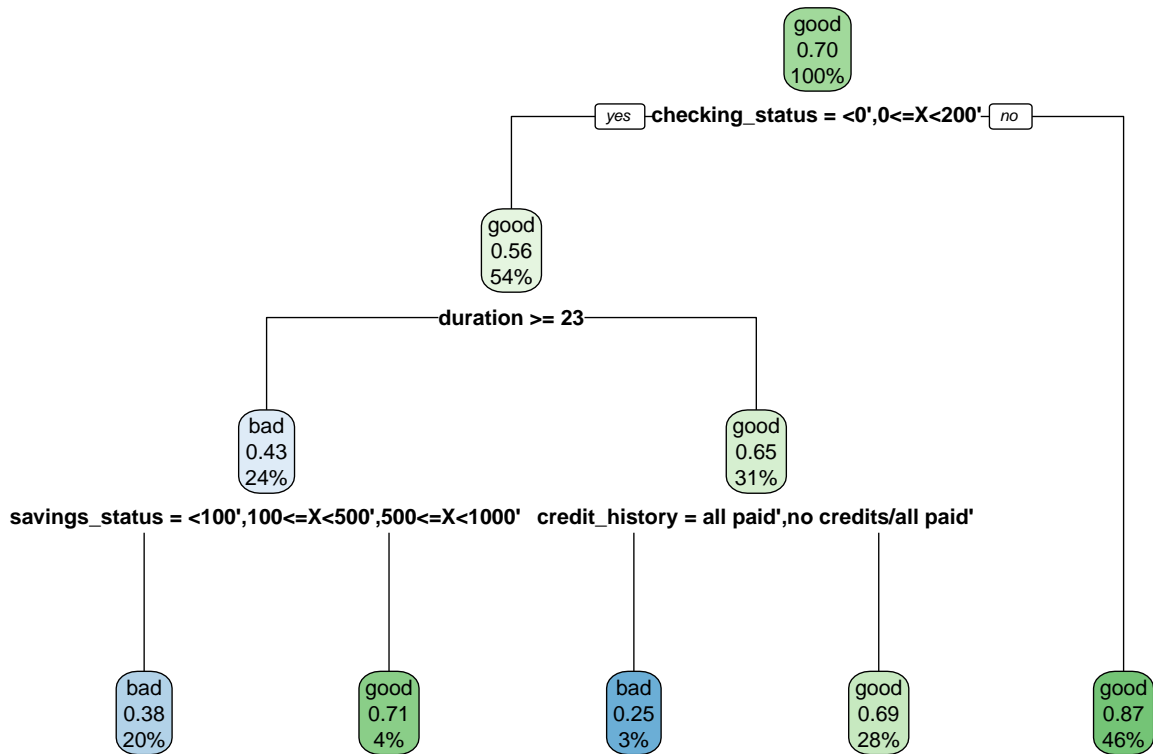 good
0.70
100%
yes checking_status = <0',0<=X<200' no
good
0.56
54%
duration >= 23
bad
0.43
24%
good
0.65
31%
savings_status = <100',100<=X<500',500<=X<1000'
credit_history = all paid',no credits/all paid'
bad
0.38
20%
good
0.71
4%
bad
0.25
3%
good
0.69
28%
good
0.87
46%